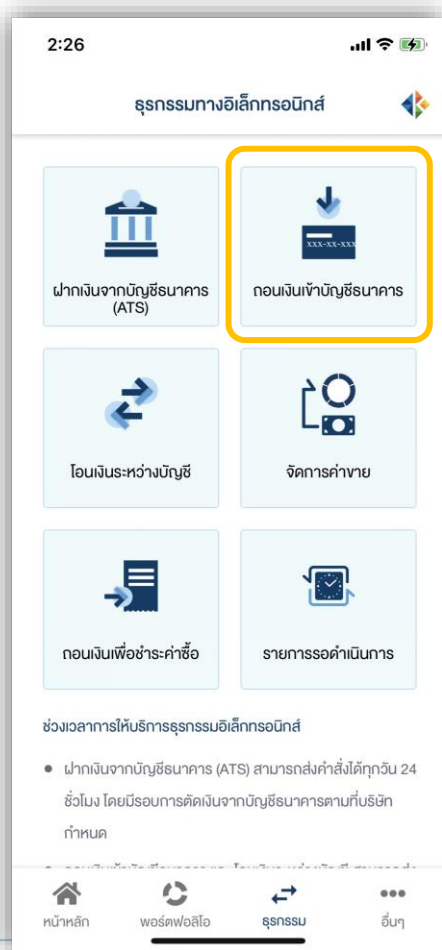 2:26
ธุรกรรมทางอิเล็กทรอนิกส์
xxx-xx-xxx
ฝากเงินจากบัญชีธนาคาร
(ATS)
ถอนเงินเข้าบัญชีธนาคาร
โอนเงินระหว่างบัญชี
จัดการค่าขาย
ถอนเงินเพื่อชำระค่าซื้อ
รายการรอดำเนินการ
ช่วงเวลาการให้บริการธุรกรรมอิเล็กทรอนิกส์
● ฝากเงินจากบัญชีธนาคาร (ATS) สามารถส่งคำสั่งได้ทุกวัน 24
ชั่วโมง โดยมีรอบการตัดเงินจากบัญชีธนาคารตามที่บริษัท
กำหนด
หน้าหลัก
พอร์ตฟอลิโอ
ธุรกรรม
อื่นๆ